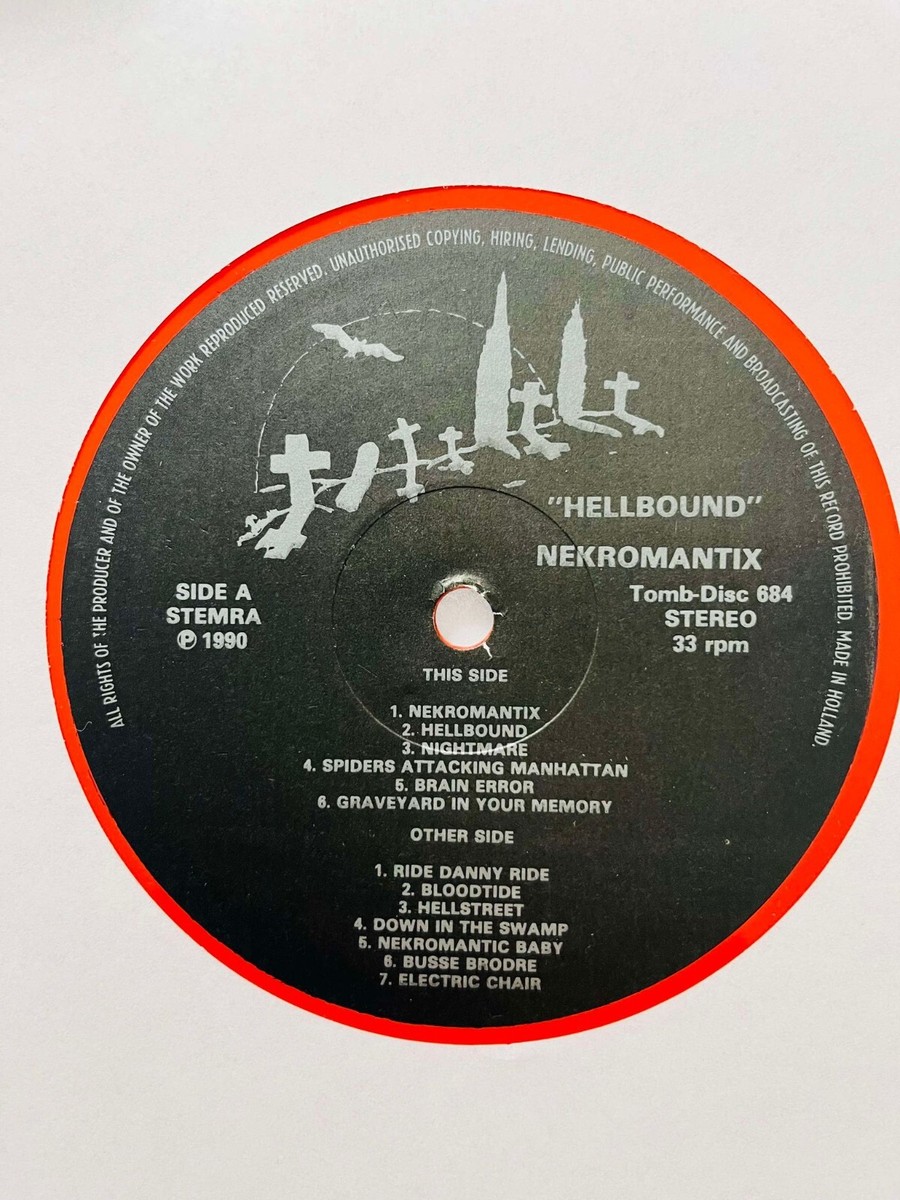 ALL RIGHTS OF THE PRODUCER AND OF THE OWNER OF THE WORK REPRODUCED RESERVED. UNAUTHORISED COPYING, HIRING, LENDING, PUBLIC PERFORMANCE AND BROADCASTING OF THIS RECORD PROHIBITED. MADE IN HOLLAND.
"HELLBOUND"
NEKROMANTIX
SIDE A
STEMRA
℗ 1990
Tomb-Disc 684
STEREO
33 rpm
THIS SIDE
1. NEKROMANTIX
2. HELLBOUND
3. NIGHTMARE
4. SPIDERS ATTACKING MANHATTAN
5. BRAIN ERROR
6. GRAVEYARD IN YOUR MEMORY
OTHER SIDE
1. RIDE DANNY RIDE
2. BLOODTIDE
3. HELLSTREET
4. DOWN IN THE SWAMP
5. NEKROMANTIC BABY
6. BUSSE BRODRE
7. ELECTRIC CHAIR